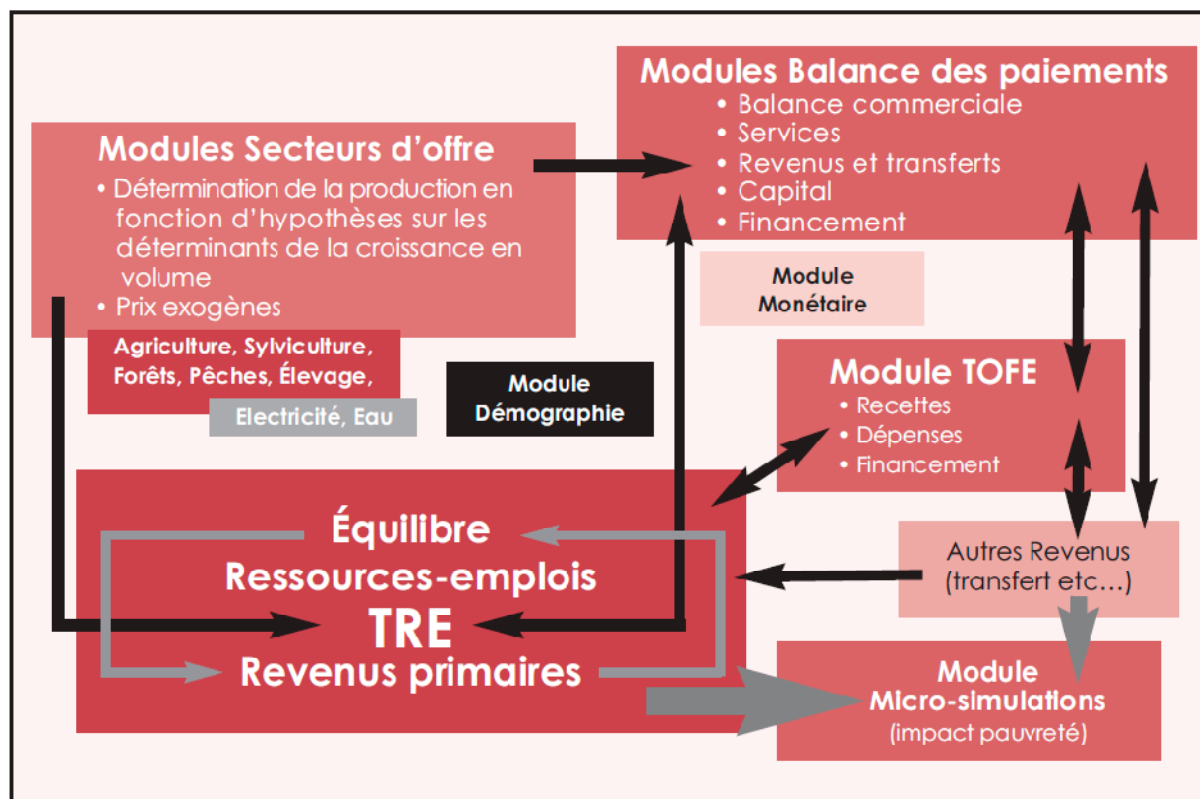 Modules Balance des paiements
• Balance commerciale
• Services
• Revenus et transferts
• Capital
• Financement
Modules Secteurs d’offre
• Détermination de la production en
fonction d’hypothèses sur les
déterminants de la croissance en
volume
• Prix exogènes
Agriculture, Sylviculture,
Forêts, Pêches, Élevage,
Electricité, Eau
Module
Démographie
Module
Monétaire
Module TOFE
• Recettes
• Dépenses
• Financement
Équilibre
Ressources-emplois
TRE
Revenus primaires
Autres Revenus
(transfert etc…)
Module
Micro-simulations
(impact pauvreté)